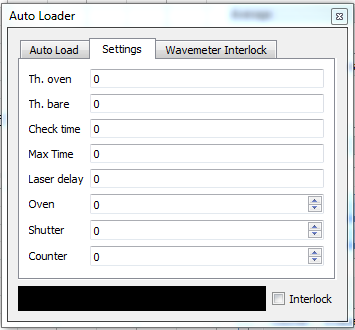 Auto Loader
Auto Load Settings Wavemeter Interlock
Th. oven 0
Th. bare 0
Check time 0
Max Time 0
Laser delay 0
Oven 0
Shutter 0
Counter 0
Interlock